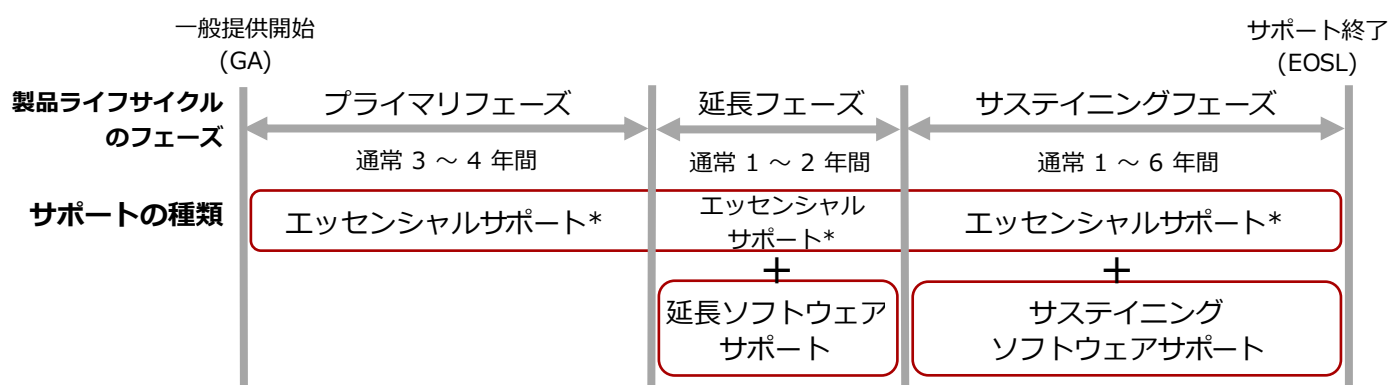 一般提供開始
(GA)
サポート終了
(EOSL)
製品ライフサイクル
のフェーズ
プライマリフェーズ
延長フェーズ
サステイニングフェーズ
通常 3 ～ 4 年間
通常 1 ～ 2 年間
通常 1 ～ 6 年間
サポートの種類
エッセンシャルサポート*
エッセンシャル
サポート*
エッセンシャルサポート*
+
+
延長ソフトウェア
サポート
サステイニング
ソフトウェアサポート